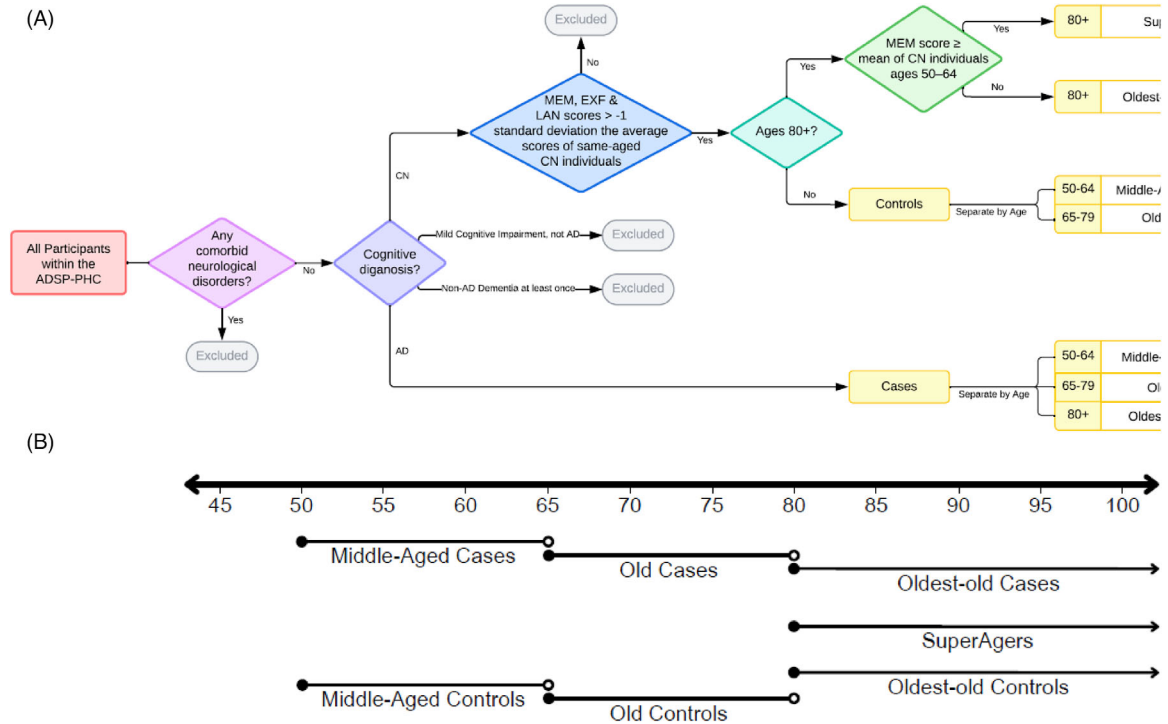 (A)
Excluded
No
MEM, EXF &
LAN scores > -1
standard deviation the average
scores of same-aged
CN individuals
Yes
Ages 80+?
Yes
MEM score ≥
mean of CN individuals
ages 50–64
Yes
80+
No
80+
Oldest-
No
Controls
Separate by Age
50-64
Middle-A
65-79
CN
All Participants
within the
ADSP-PHC
Any
comorbid
neurological
disorders?
No
Yes
Excluded
Cognitive
diganosis?
Mild Cognitive Impairment, not AD
Excluded
Non-AD Dementia at least once
Excluded
AD
Cases
Separate by Age
50-64
Middle-
65-79
80+
Oldest
(B)
45 50 55 60 65 70 75 80 85 90 95 100
Middle-Aged Cases
Old Cases
Oldest-old Cases
SuperAgers
Oldest-old Controls
Middle-Aged Controls
Old Controls